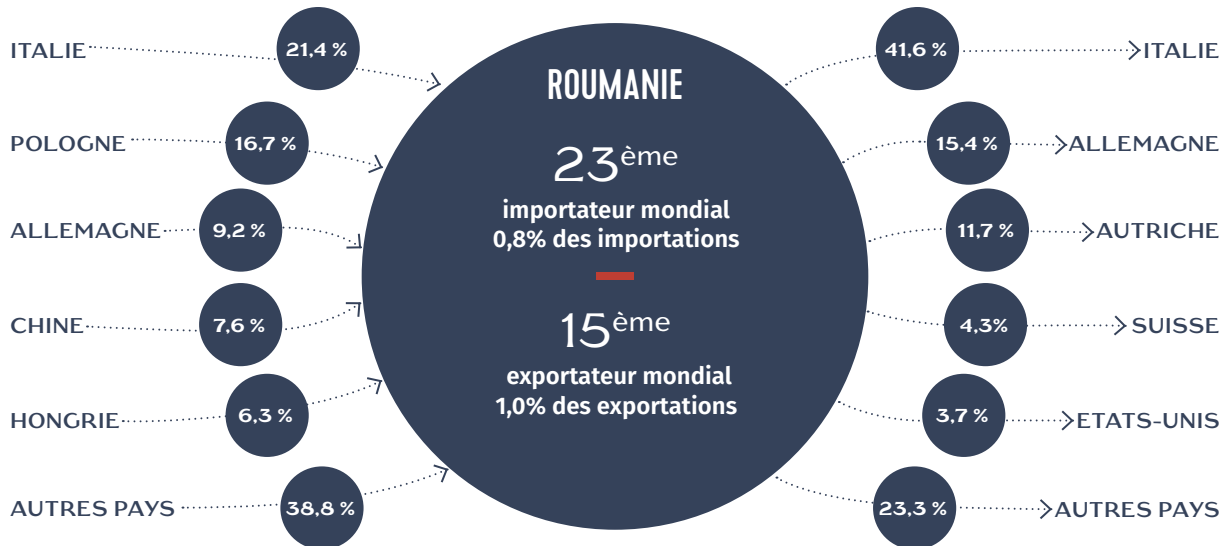 ITALIE
21,4 %
POLOGNE
16,7 %
ALLEMAGNE
9,2 %
CHINE
7,6 %
HONGRIE
6,3 %
AUTRES PAYS
38,8 %
ROUMANIE
23ème
importateur mondial
0,8% des importations
15ème
exportateur mondial
1,0% des exportations
41,6 %
ITALIE
15,4 %
ALLEMAGNE
11,7 %
AUTRICHE
4,3%
SUISSE
3,7 %
ETATS-UNIS
23,3 %
AUTRES PAYS